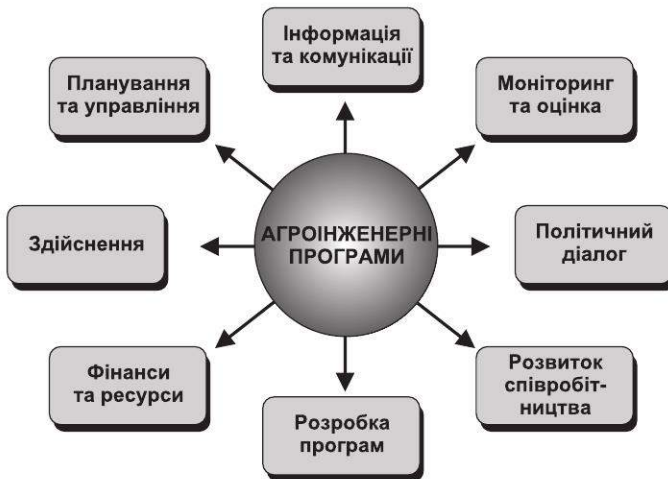 Інформація
та комунікації
Планування
та управління
Моніторинг
та оцінка
АГРОІНЖЕНЕРНІ
ПРОГРАМИ
Здійснення
Політичний
діалог
Фінанси
та ресурси
Розвиток
співробіт-
ництва
Розробка
програм